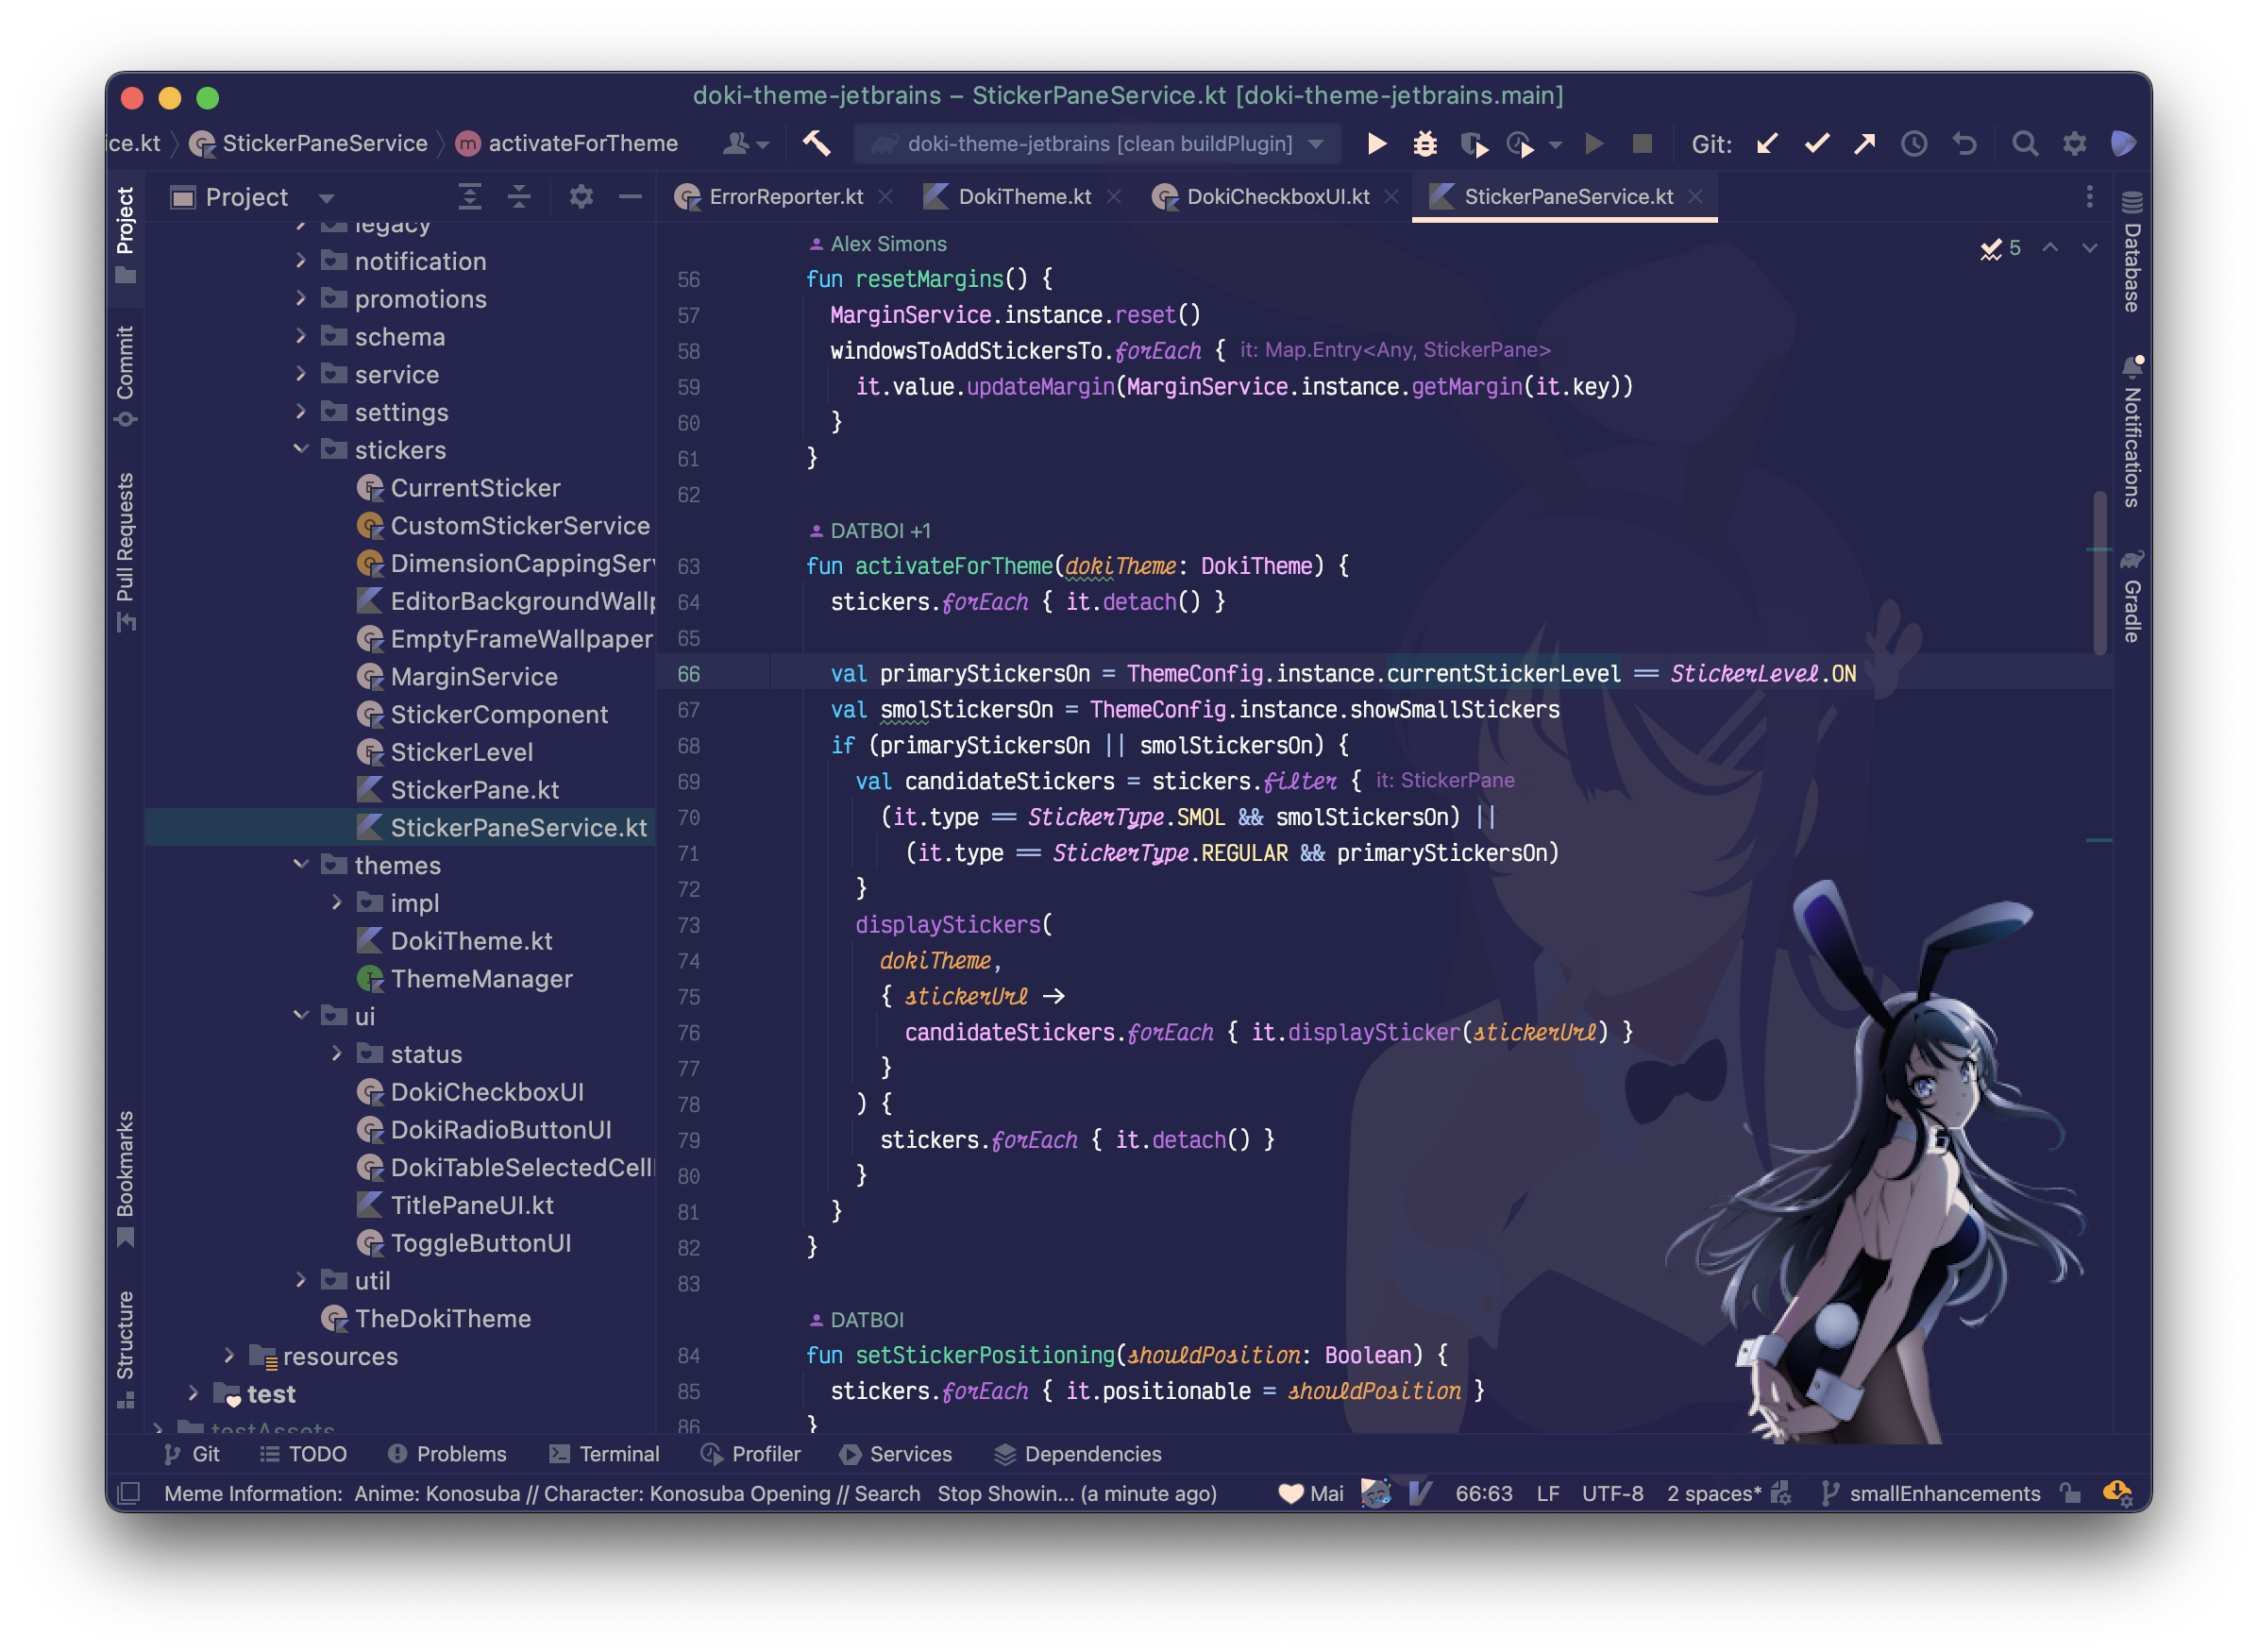 doki-theme-jetbrains – StickerPaneService.kt [doki-theme-jetbrains.main]
ice.kt StickerPaneService m activateForTheme doki-theme-jetbrains [clean buildPlugin] Git:
Project
ErrorReporter.kt DokiTheme.kt DokiCheckboxUI.kt StickerPaneService.kt
Project
Commit
Pull Requests
Bookmarks
Structure
legacy
notification
promotions
schema
service
settings
stickers
CurrentSticker
CustomStickerService
DimensionCappingServ
EditorBackgroundWallp
EmptyFrameWallpaper
MarginService
StickerComponent
StickerLevel
StickerPane.kt
StickerPaneService.kt
themes
impl
DokiTheme.kt
ThemeManager
ui
status
DokiCheckboxUI
DokiRadioButtonUI
DokiTableSelectedCell
TitlePaneUI.kt
ToggleButtonUI
util
TheDokiTheme
resources
test
testAssets
Alex Simons
5
56 fun resetMargins() {
57 MarginService.instance.reset()
58 windowsToAddStickersTo.forEach { it: Map.Entry<Any, StickerPane>
59 it.value.updateMargin(MarginService.instance.getMargin(it.key))
60 }
61 }
62
DATBOI +1
63 fun activateForTheme(dokiTheme: DokiTheme) {
64 stickers.forEach { it.detach() }
65
66 val primaryStickersOn = ThemeConfig.instance.currentStickerLevel == StickerLevel.ON
67 val smolStickersOn = ThemeConfig.instance.showSmallStickers
68 if (primaryStickersOn || smolStickersOn) {
69 val candidateStickers = stickers.filter { it: StickerPane
70 (it.type == StickerType.SMOL && smolStickersOn) ||
71 (it.type == StickerType.REGULAR && primaryStickersOn)
72 }
73 displayStickers(
74 dokiTheme,
75 { stickerUrl →
76 candidateStickers.forEach { it.displaySticker(stickerUrl) }
77 }
78 ) {
79 stickers.forEach { it.detach() }
80 }
81 }
82 }
83
DATBOI
84 fun setStickerPositioning(shouldPosition: Boolean) {
85 stickers.forEach { it.positionable = shouldPosition }
86 }
Database
Notifications
Gradle
Git TODO Problems Terminal Profiler Services Dependencies
Meme Information: Anime: Konosuba // Character: Konosuba Opening // Search Stop Showin... (a minute ago) Mai 66:63 LF UTF-8 2 spaces* smallEnhancements